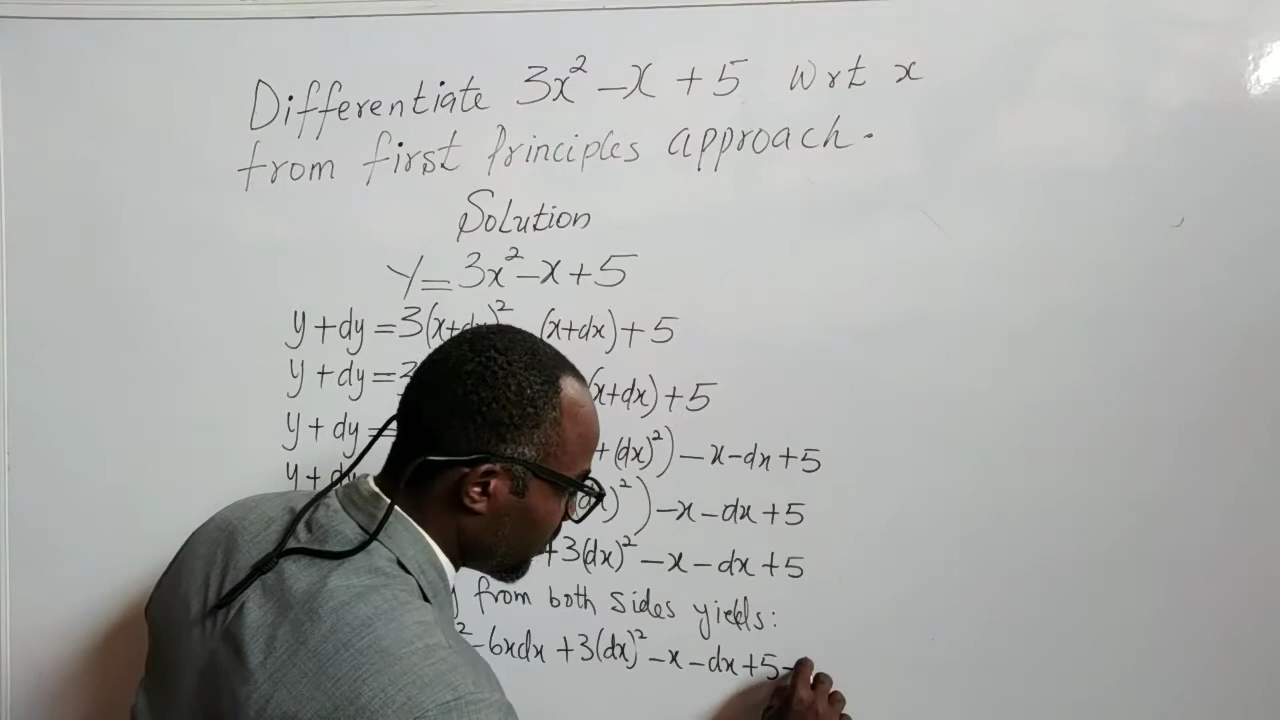 Differentiate 3x² - x + 5 wrt x
from first Principles approach.
Solution
Y = 3x² - x + 5
y + dy = 3(x+dx)² (x+dx) + 5
y + dy = (x+dx) + 5
y + dy = + (dx)²) - x - dx + 5
y + dy (dx)²) - x - dx + 5
+ 3(dx)² - x - dx + 5
from both sides yields:
² - 6xdx + 3(dx)² - x - dx + 5 -